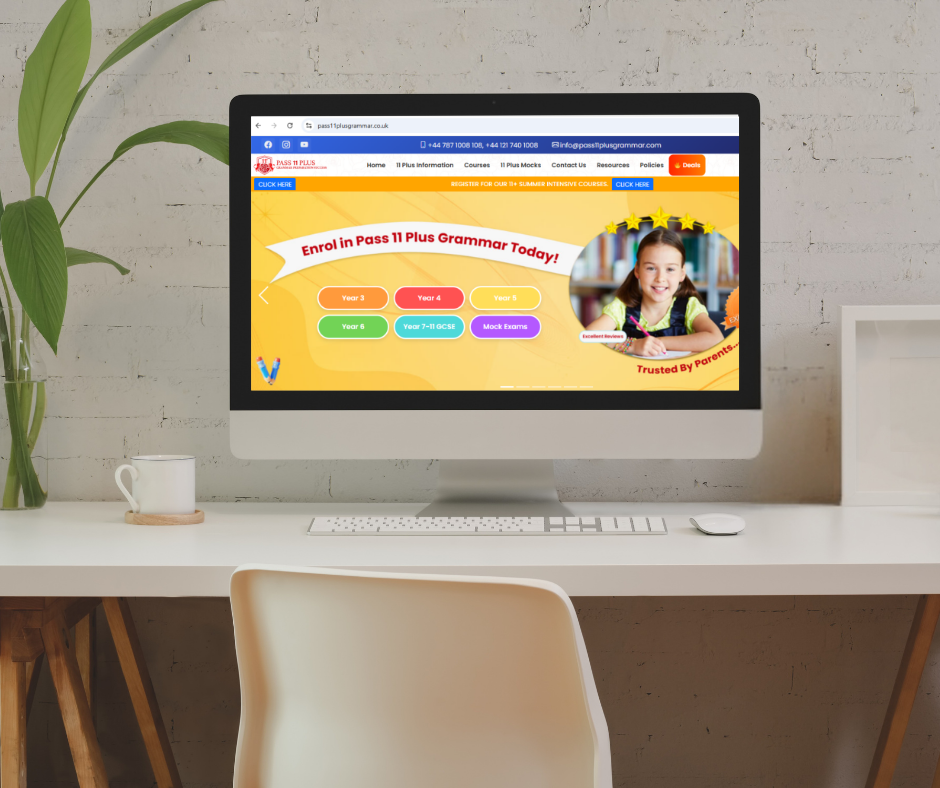 pass11plusgrammar.co.uk
+44 787 1008 108, +44 121 740 1008 info@pass11plusgrammar.com
PASS 11 PLUS
Home 11 Plus Information Courses 11 Plus Mocks Contact Us Resources Policies Deals
CLICK HERE REGISTER FOR OUR 11+ SUMMER INTENSIVE COURSES. CLICK HERE
Enrol in Pass 11 Plus Grammar Today!
Year 3 Year 4 Year 5
Year 6 Year 7-11 GCSE Mock Exams
Excellent Reviews
Trusted By Parents...